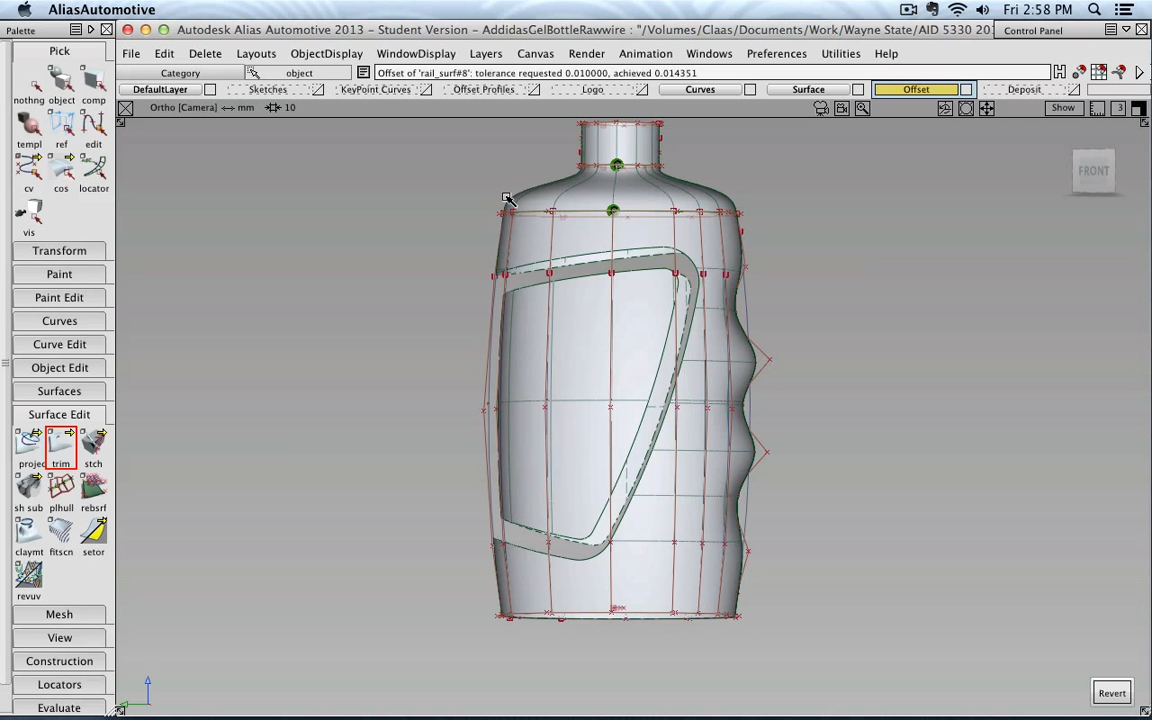 AliasAutomotive
Fri 2:58 PM
Palette
Autodesk Alias Automotive 2013 - Student Version - AddidasGelBottleRawwire : "/Volumes/Claas/Documents/Work/Wayne State/AID 5330 201
Control Panel
File Edit Delete Layouts ObjectDisplay WindowDisplay Layers Canvas Render Animation Windows Preferences Utilities Help
Category object Offset of 'rail_surf#8': tolerance requested 0.010000, achieved 0.014351
DefaultLayer Sketches KeyPoint Curves Offset Profiles Logo Curves Surface Offset Deposit
Ortho [Camera] mm 10 Show 3
Pick
nothng object comp
templ ref edit
cv cos locator
vis
Transform
Paint
Paint Edit
Curves
Curve Edit
Object Edit
Surfaces
Surface Edit
projec trim stch
sh sub plhull rebsrf
claymt fitscn setor
revuv
Mesh
View
Construction
Locators
Evaluate
FRONT
Revert